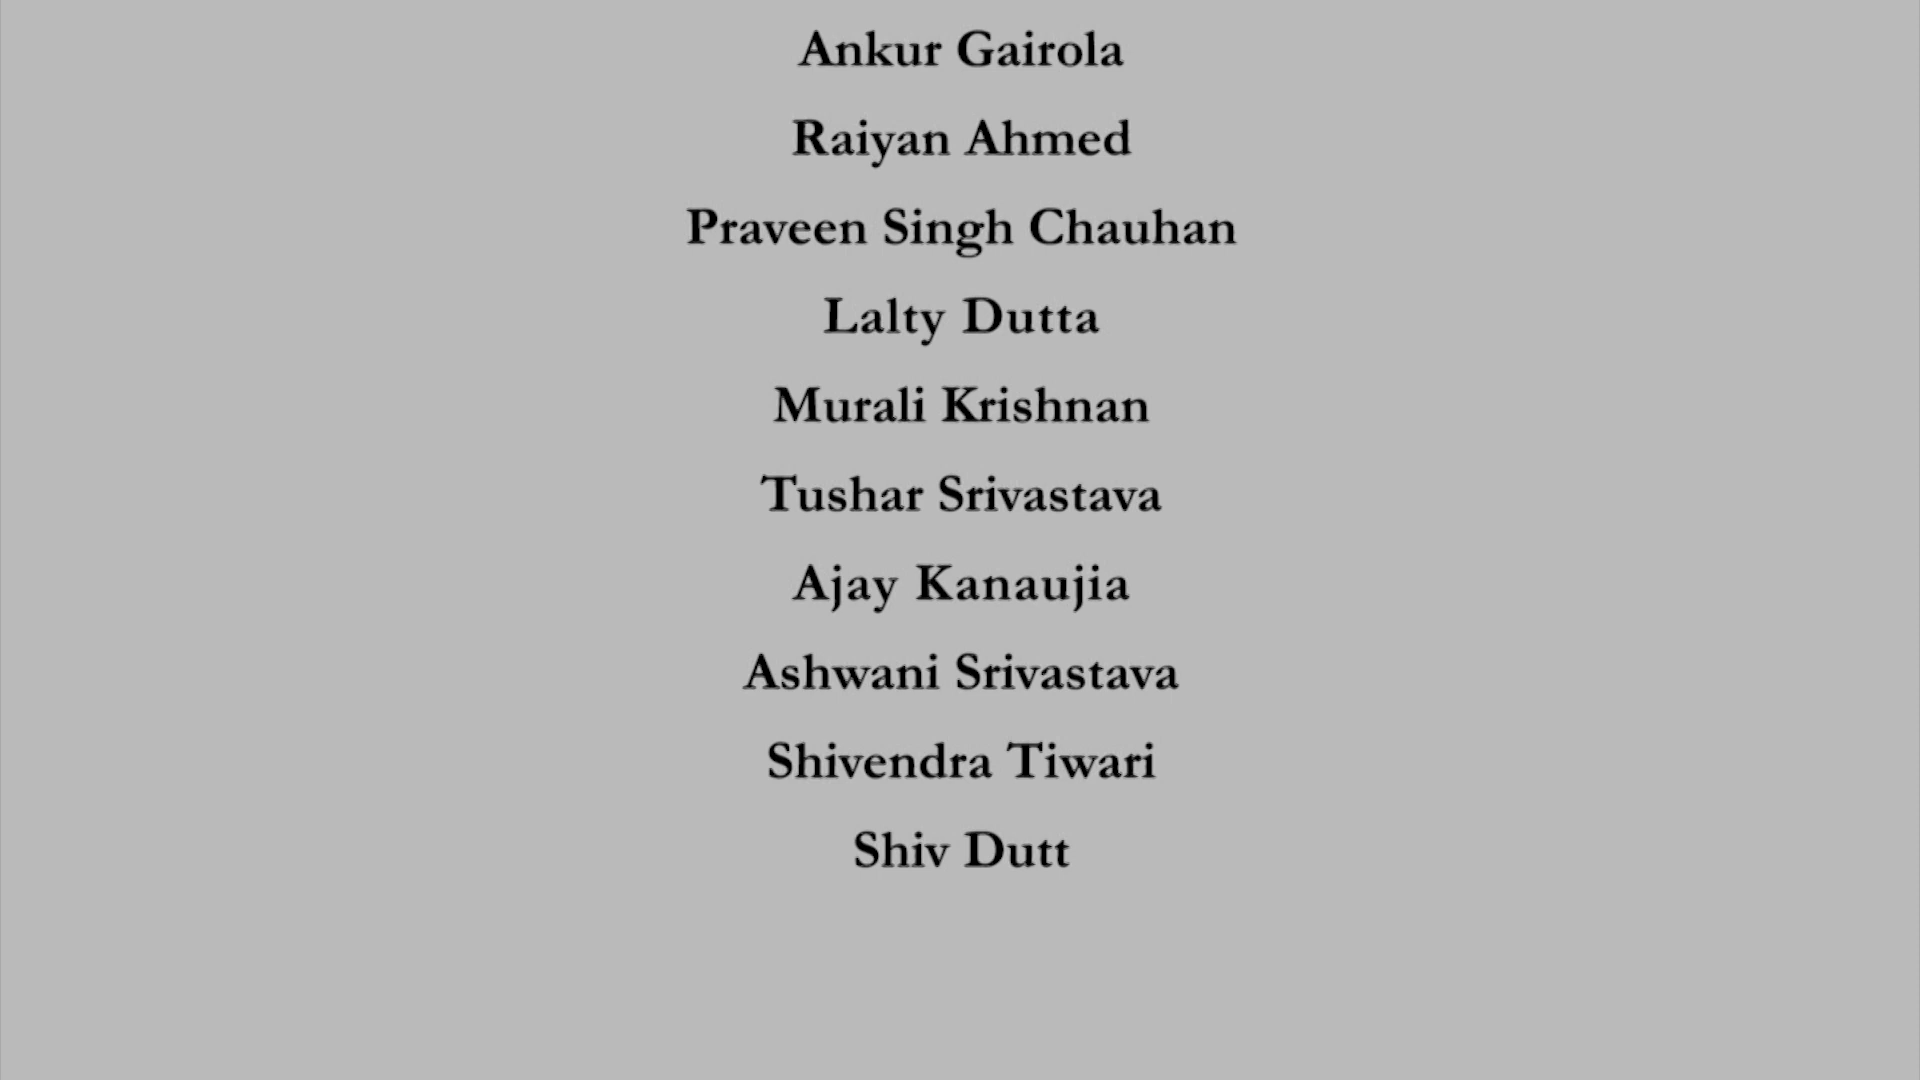 Ankur Gairola
Raiyan Ahmed
Praveen Singh Chauhan
Lalty Dutta
Murali Krishnan
Tushar Srivastava
Ajay Kanaujia
Ashwani Srivastava
Shivendra Tiwari
Shiv Dutt